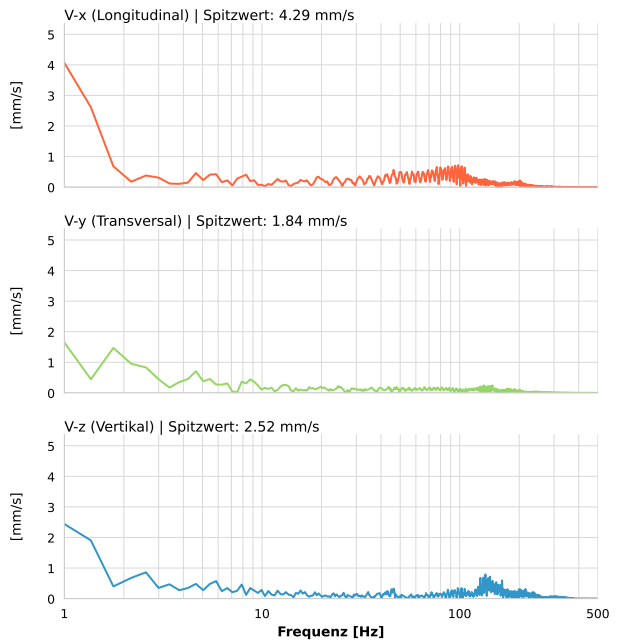 V-x (Longitudinal) | Spitzwert: 4.29 mm/s
5
4
3
2
1
0
[mm/s]
V-y (Transversal) | Spitzwert: 1.84 mm/s
5
4
3
2
1
0
[mm/s]
V-z (Vertikal) | Spitzwert: 2.52 mm/s
5
4
3
2
1
0
[mm/s]
1 10 100 500
Frequenz [Hz]